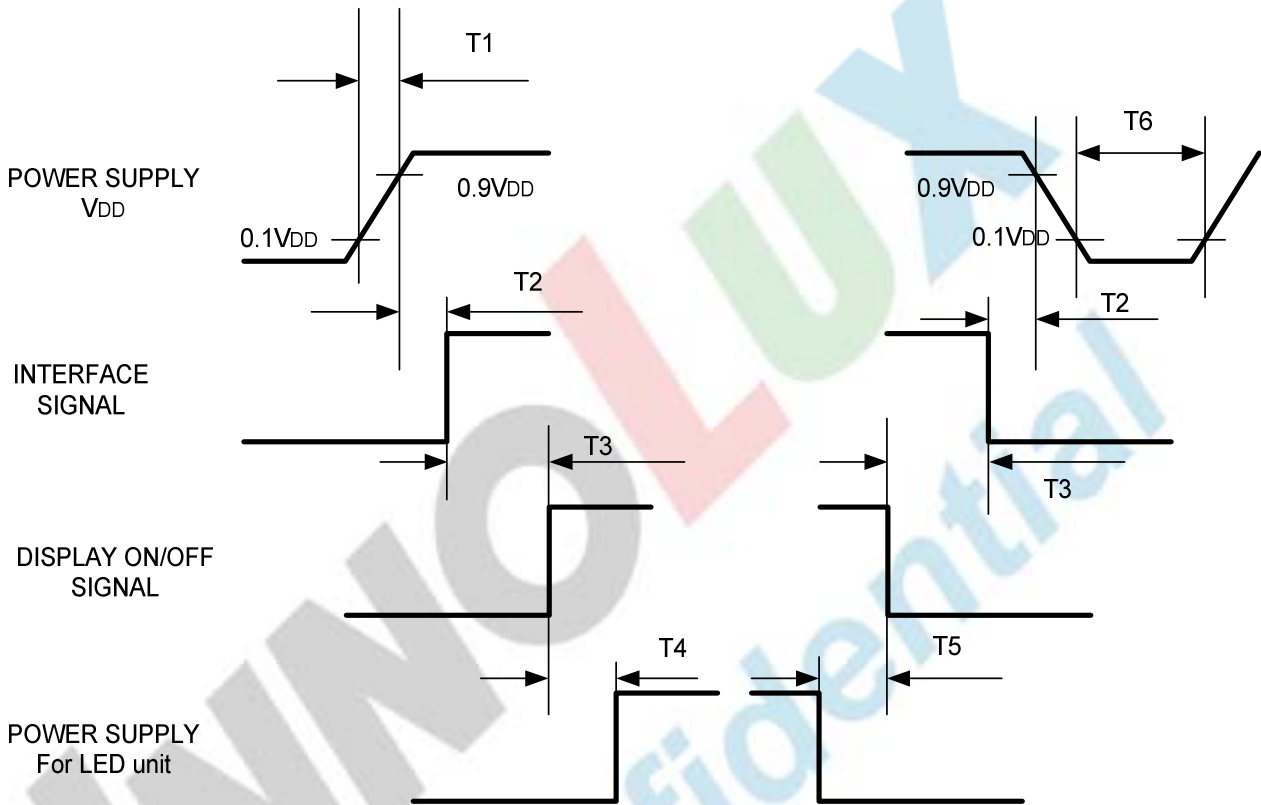 T1
T6
POWER SUPPLY
VDD
0.9VDD
0.9VDD
0.1VDD
0.1VDD
T2
T2
INTERFACE
SIGNAL
T3
T3
DISPLAY ON/OFF
SIGNAL
T4
T5
POWER SUPPLY
For LED unit
INNOLUX
fidential